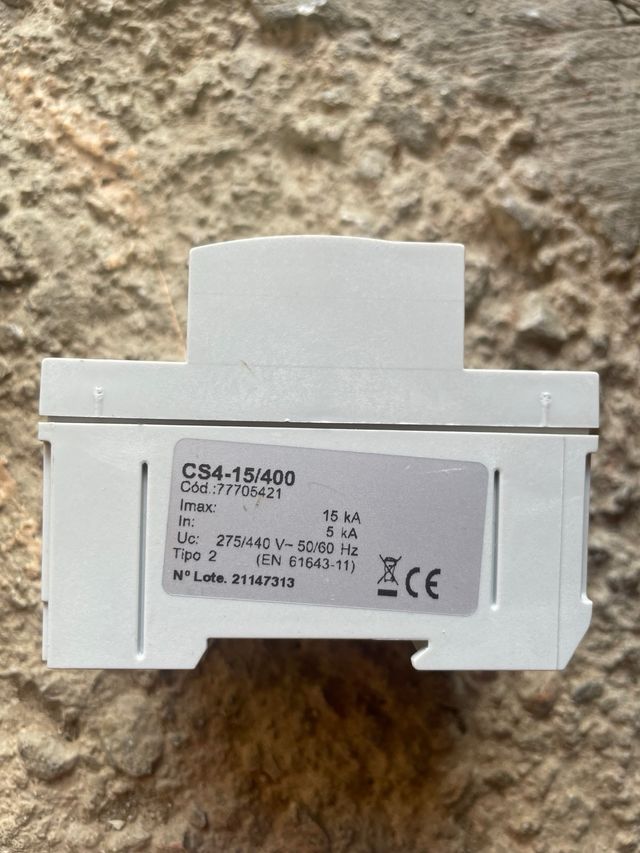 CS4-15/400
Cód.:77705421
Imax: 15 kA
In: 5 kA
Uc: 275/440 V~ 50/60 Hz
Tipo 2 (EN 61643-11)
Nº Lote. 21147313
CE